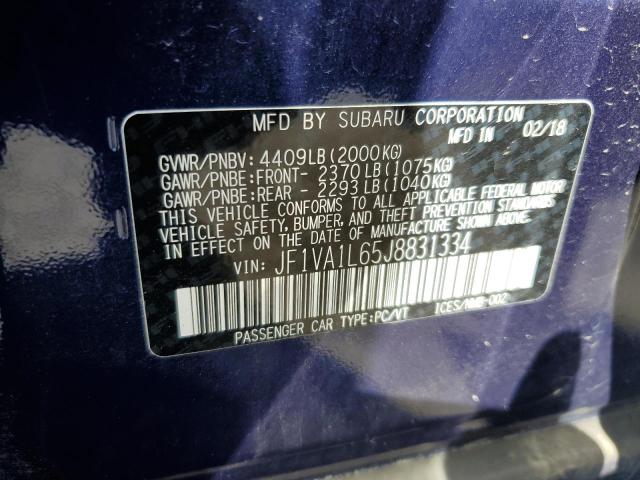 MFD BY SUBARU CORPORATION
MFD IN 02/18
GVWR/PNBV: 4409LB(2000KG)
GAWR/PNBE:FRONT- 2370LB(1075KG)
GAWR/PNBE:REAR - 2293LB(1040KG)
THIS VEHICLE CONFORMS TO ALL APPLICABLE FEDERAL MOTOR
VEHICLE SAFETY, BUMPER, AND THEFT PREVENTION STANDARDS
IN EFFECT ON THE DATE OF MANUFACTURE SHOWN ABOVE.
VIN: JF1VA1L65J8831334
PASSENGER CAR TYPE:PC/VT ICES/NMB-002